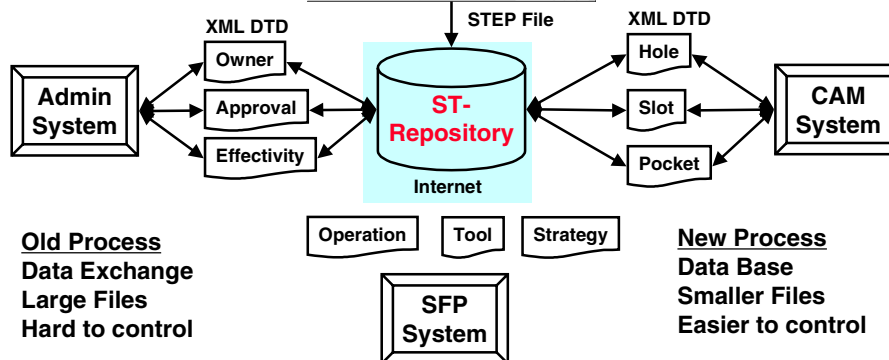 STEP File
XML DTD
XML DTD
Owner
Hole
Admin
System
Approval
ST-
Repository
Slot
CAM
System
Effectivity
Pocket
Internet
Operation
Tool
Strategy
Old Process
Data Exchange
Large Files
Hard to control
SFP
System
New Process
Data Base
Smaller Files
Easier to control